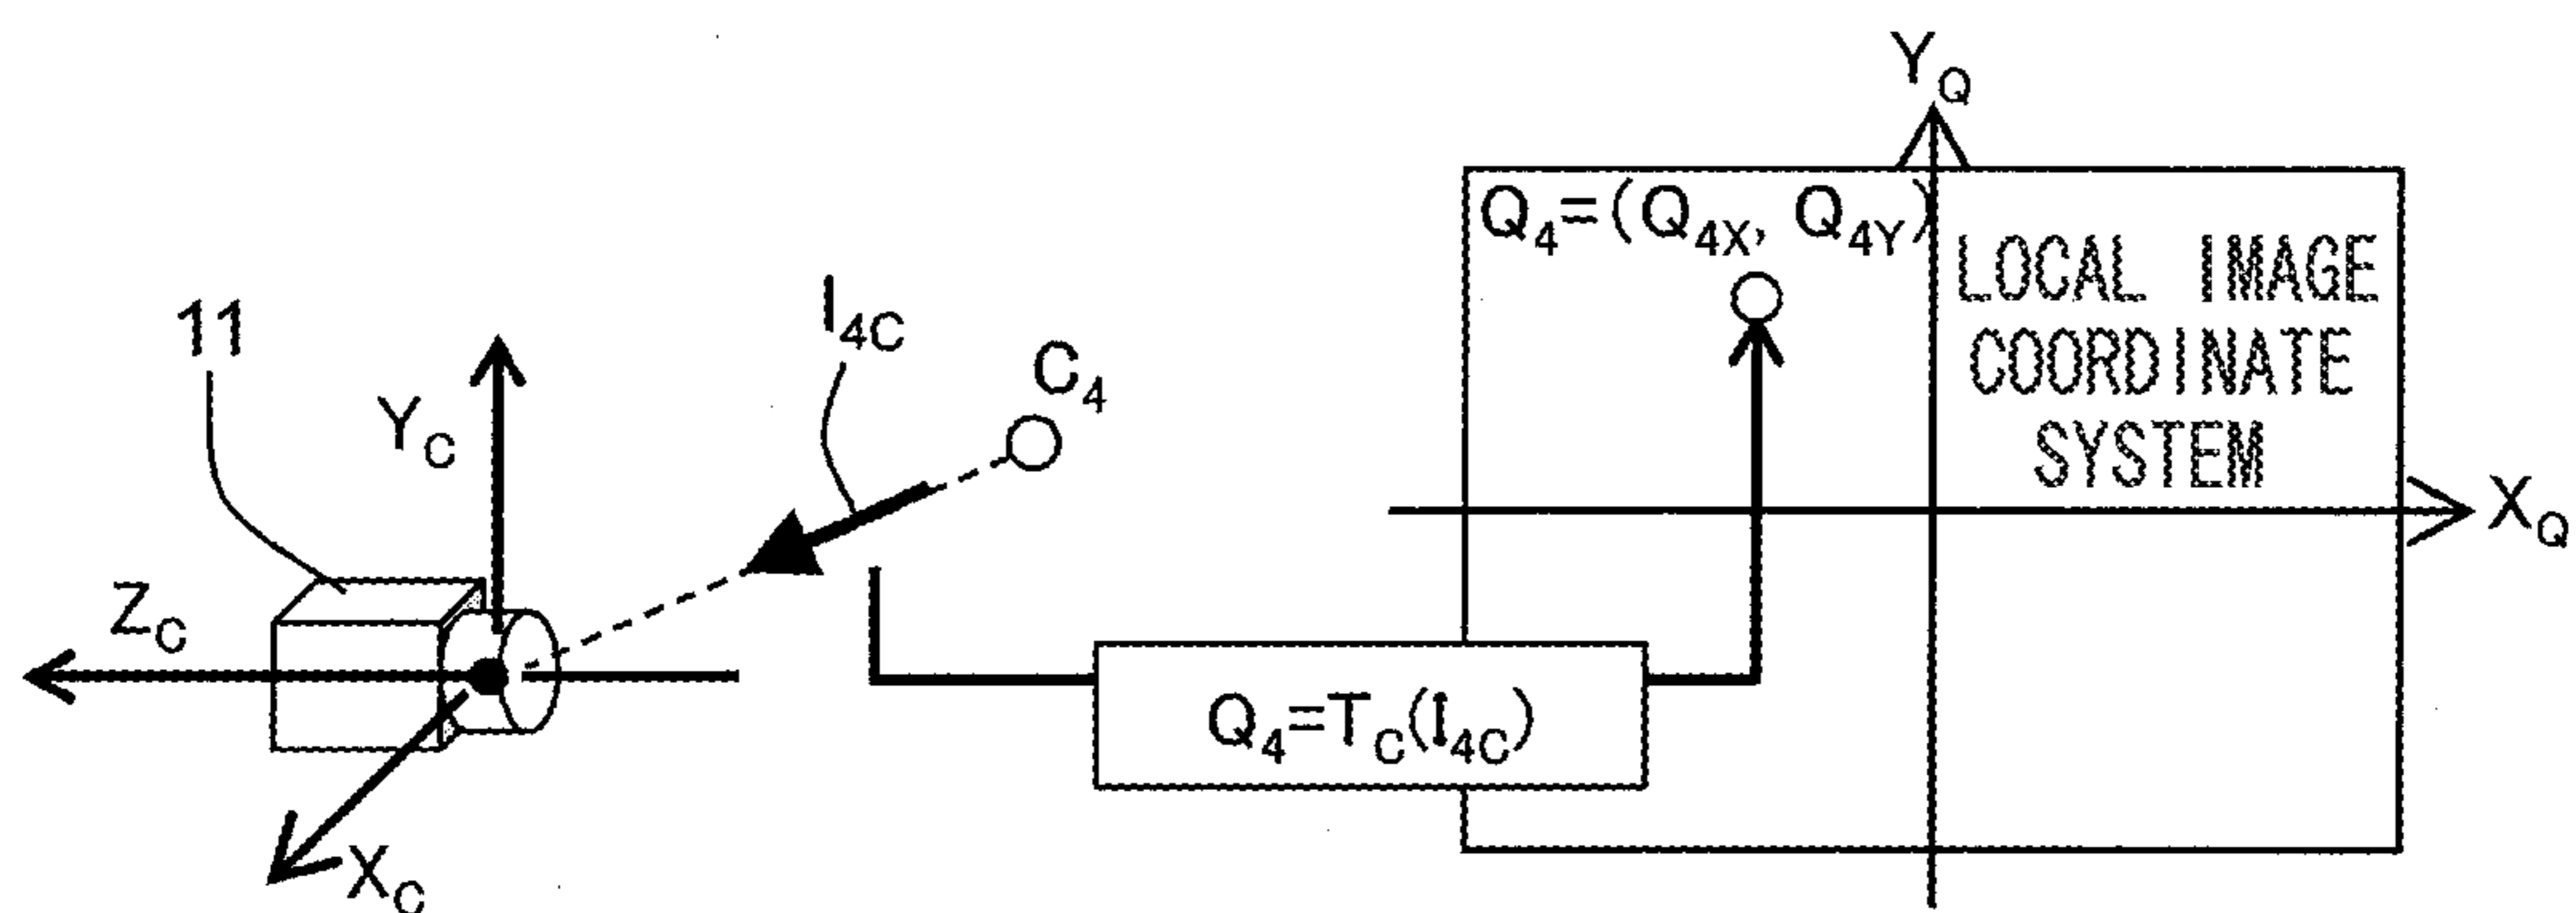 Y_Q
Q_4=(Q_4X, Q_4Y)
LOCAL IMAGE
COORDINATE
SYSTEM
X_Q
11
I_4C
C_4
Y_C
Z_C
X_C
Q_4=T_C(I_4C)